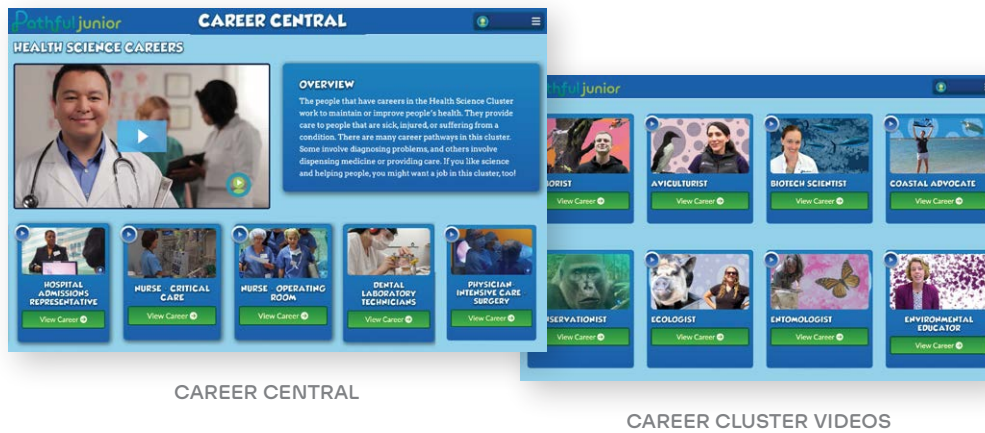 Pathful junior
CAREER CENTRAL
HEALTH SCIENCE CAREERS
OVERVIEW
The people that have careers in the Health Science Cluster
work to maintain or improve people's health. They provide
care to people that are sick, injured, or suffering from a
condition. There are many career pathways in this cluster.
Some involve diagnosing problems, and others involve
dispensing medicine or providing care. If you like science
and helping people, you might want a job in this cluster, too!
HOSPITAL
ADMISSIONS
REPRESENTATIVE
View Career
NURSE CRITICAL
CARE
View Career
NURSE OPERATING
ROOM
View Career
DENTAL
LABORATORY
TECHNICIANS
View Career
PHYSICIAN
INTENSIVE CARE
SURGERY
View Career
CAREER CENTRAL
thful junior
ORIST
View Career
AVICULTURIST
View Career
BIOTECH SCIENTIST
View Career
COASTAL ADVOCATE
View Career
SERVATIONIST
View Career
ECOLOGIST
View Career
ENTOMOLOGIST
View Career
ENVIRONMENTAL
EDUCATOR
View Career
CAREER CLUSTER VIDEOS